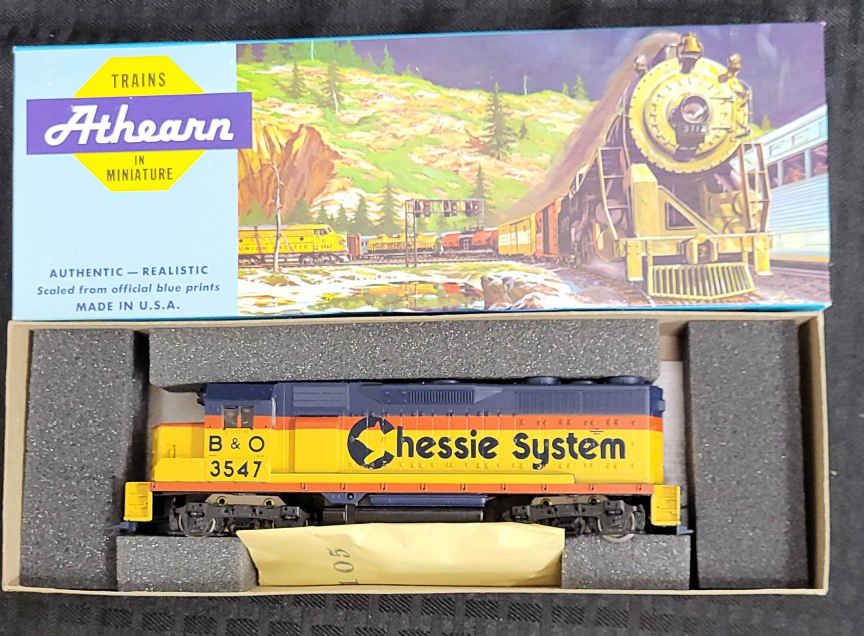 TRAINS
Athearn
IN
MINIATURE
AUTHENTIC — REALISTIC
Scaled from official blue prints
MADE IN U.S.A.
B & O
3547
Chessie System
105